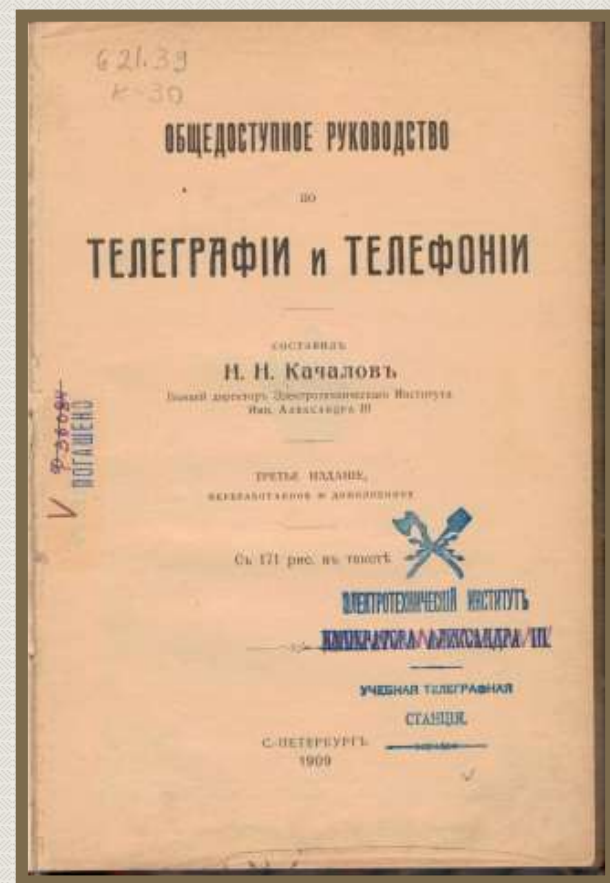 621.39
К-30
ОБЩЕДОСТУПНОЕ РУКОВОДСТВО
ПО
ТЕЛЕГРАФІИ и ТЕЛЕФОНІИ
СОСТАВИЛЪ
Н. Н. Качаловъ
Бывшій директоръ Электротехническаго Института
Имп. Александра III
ТРЕТЬЕ ИЗДАНІЕ,
ПЕРЕРАБОТАННОЕ И ДОПОЛНЕННОЕ
Съ 171 рис. въ текстѣ
V
ПОГАШЕНО
ЭЛЕКТРОТЕХНИЧЕСКІЙ ИНСТИТУТЪ
ИМПЕРАТОРА АЛЕКСАНДРА III.
УЧЕБНАЯ ТЕЛЕГРАФНАЯ
СТАНЦІЯ.
С.-ПЕТЕРБУРГЪ
1909